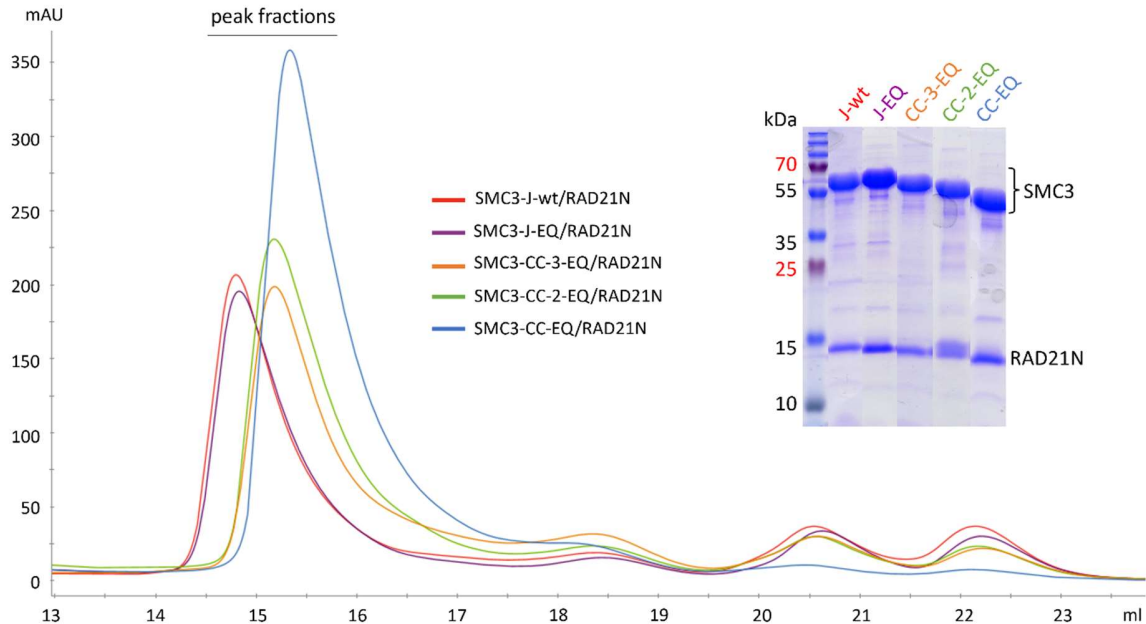 mAU
peak fractions
350
300
250
200
150
100
50
0
13
14
15
16
17
18
19
20
21
22
23
ml
SMC3-J-wt/RAD21N
SMC3-J-EQ/RAD21N
SMC3-CC-3-EQ/RAD21N
SMC3-CC-2-EQ/RAD21N
SMC3-CC-EQ/RAD21N
J-wt
J-EQ
CC-3-EQ
CC-2-EQ
CC-EQ
kDa
70
55
35
25
15
10
SMC3
RAD21N